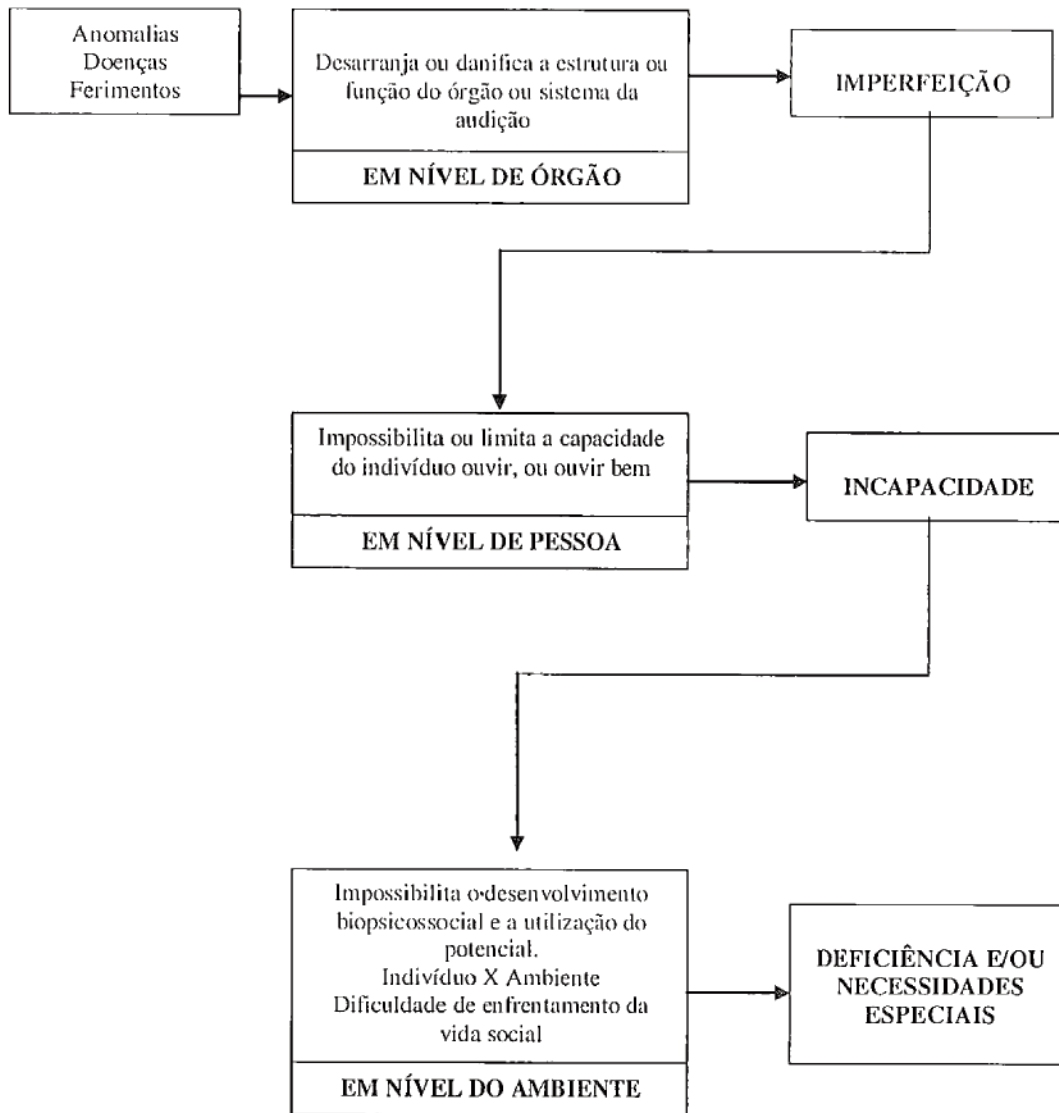 Anomalias
Doenças
Ferimentos
Desarranja ou danifica a estrutura ou
função do órgão ou sistema da
audição
EM NÍVEL DE ÓRGÃO
IMPERFEIÇÃO
Impossibilita ou limita a capacidade
do indivíduo ouvir, ou ouvir bem
EM NÍVEL DE PESSOA
INCAPACIDADE
Impossibilita o desenvolvimento
biopsicossocial e a utilização do
potencial.
Indivíduo X Ambiente
Dificuldade de enfrentamento da
vida social
EM NÍVEL DO AMBIENTE
DEFICIÊNCIA E/OU
NECESSIDADES
ESPECIAIS